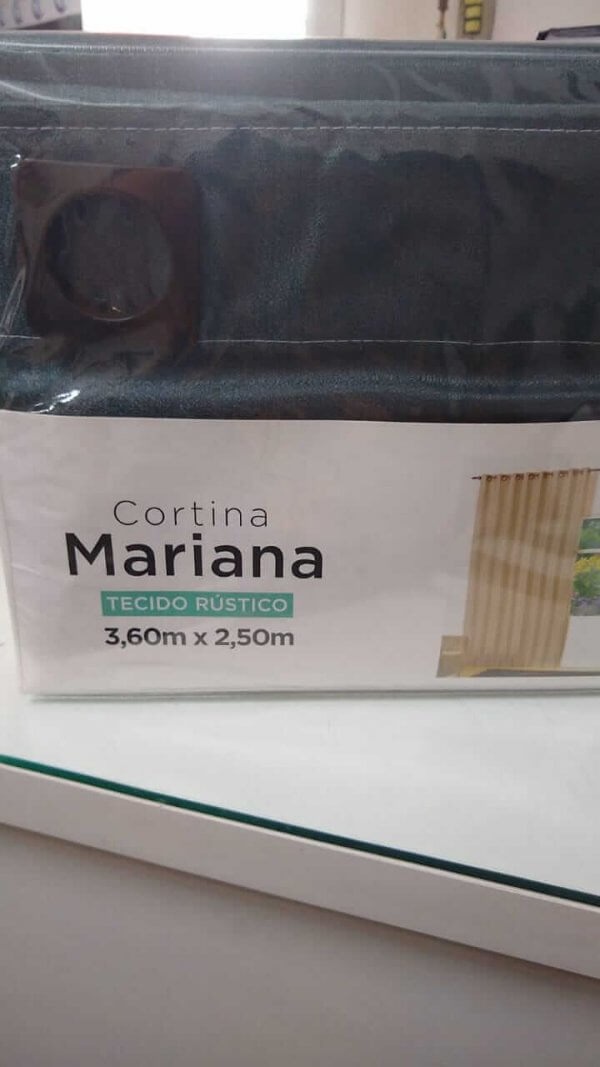 Cortina
Mariana
TECIDO RÚSTICO
3,60m x 2,50m